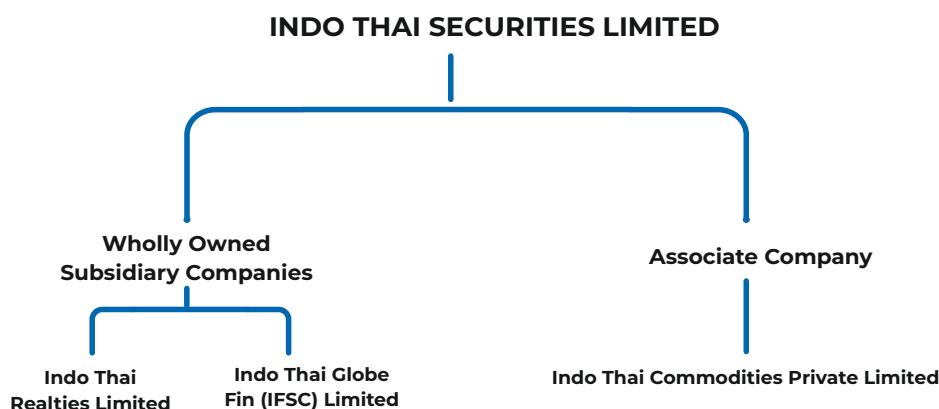 INDO THAI SECURITIES LIMITED
Wholly Owned
Subsidiary Companies
Associate Company
Indo Thai
Realties Limited
Indo Thai Globe
Fin (IFSC) Limited
Indo Thai Commodities Private Limited